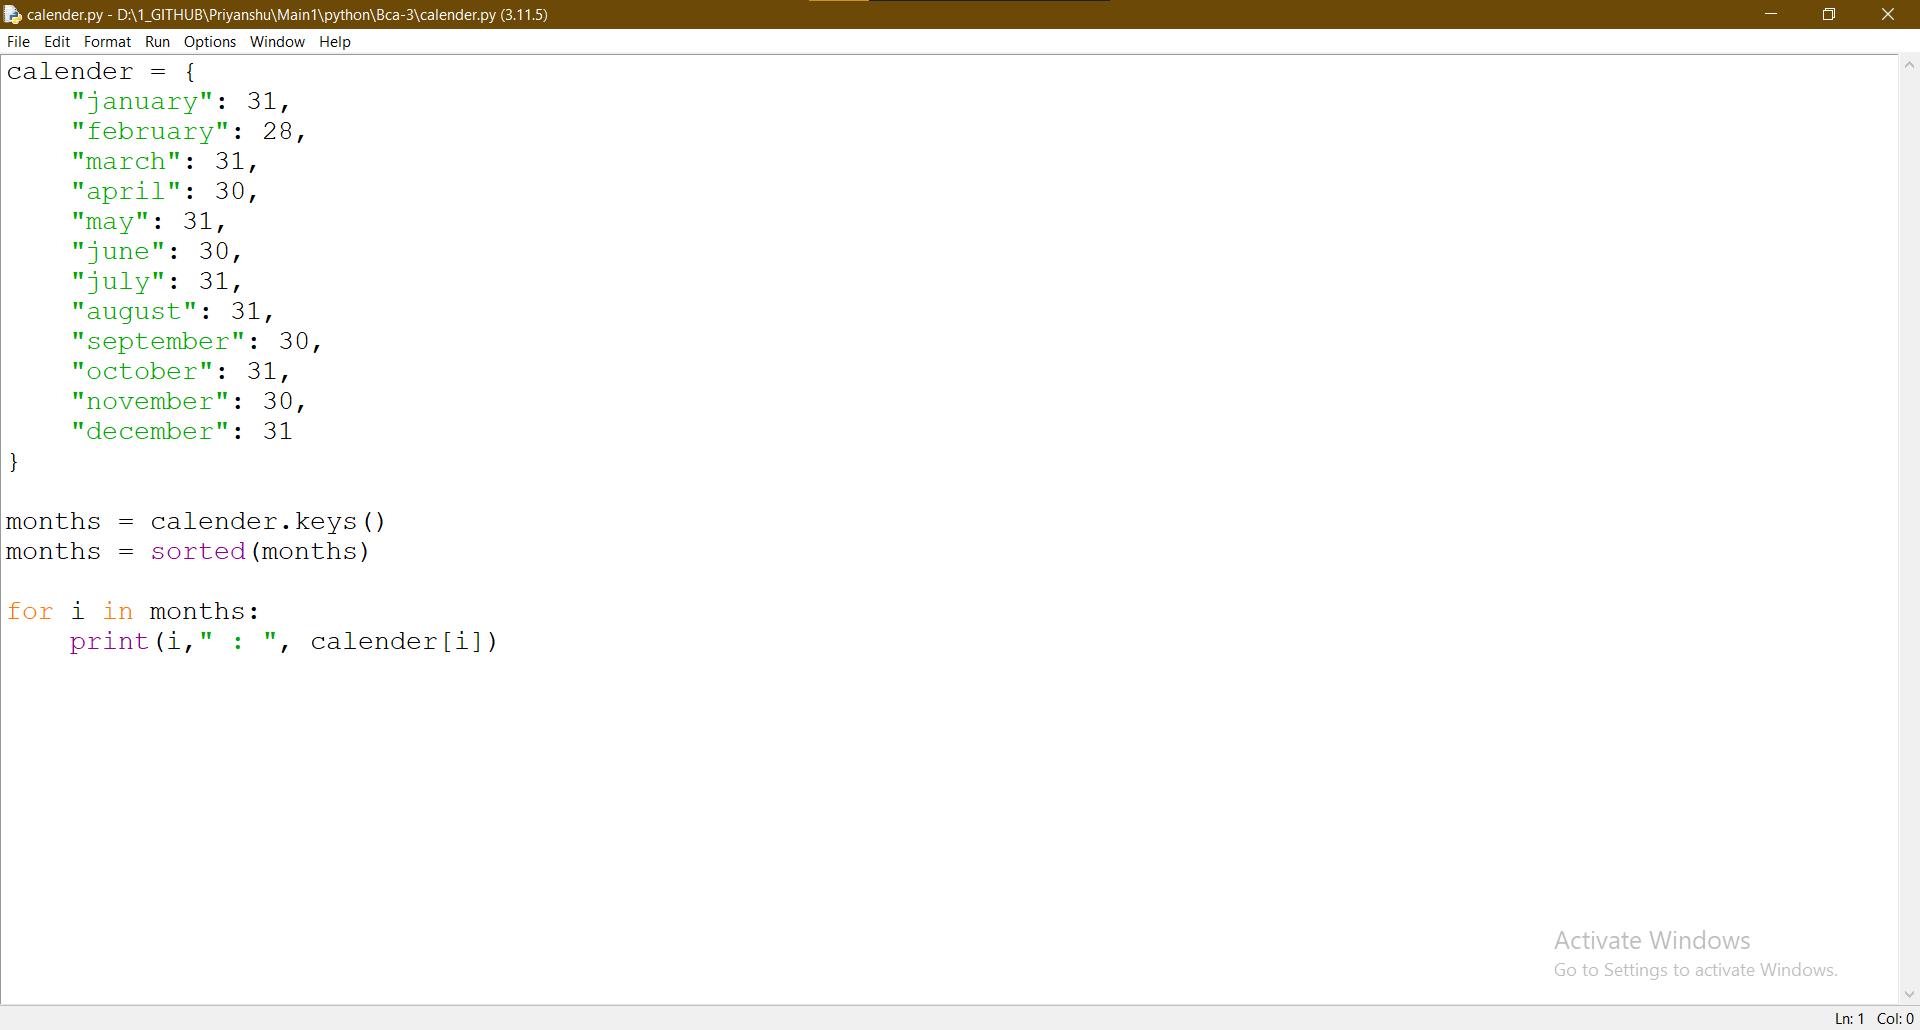 calender.py - D:\1_GITHUB\Priyanshu\Main1\python\Bca-3\calender.py (3.11.5)
File Edit Format Run Options Window Help
calender = {
    "january": 31,
    "february": 28,
    "march": 31,
    "april": 30,
    "may": 31,
    "june": 30,
    "july": 31,
    "august": 31,
    "september": 30,
    "october": 31,
    "november": 30,
    "december": 31
}
months = calender.keys()
months = sorted(months)
for i in months:
    print(i," : ", calender[i])
Activate Windows
Go to Settings to activate Windows.
Ln: 1 Col: 0